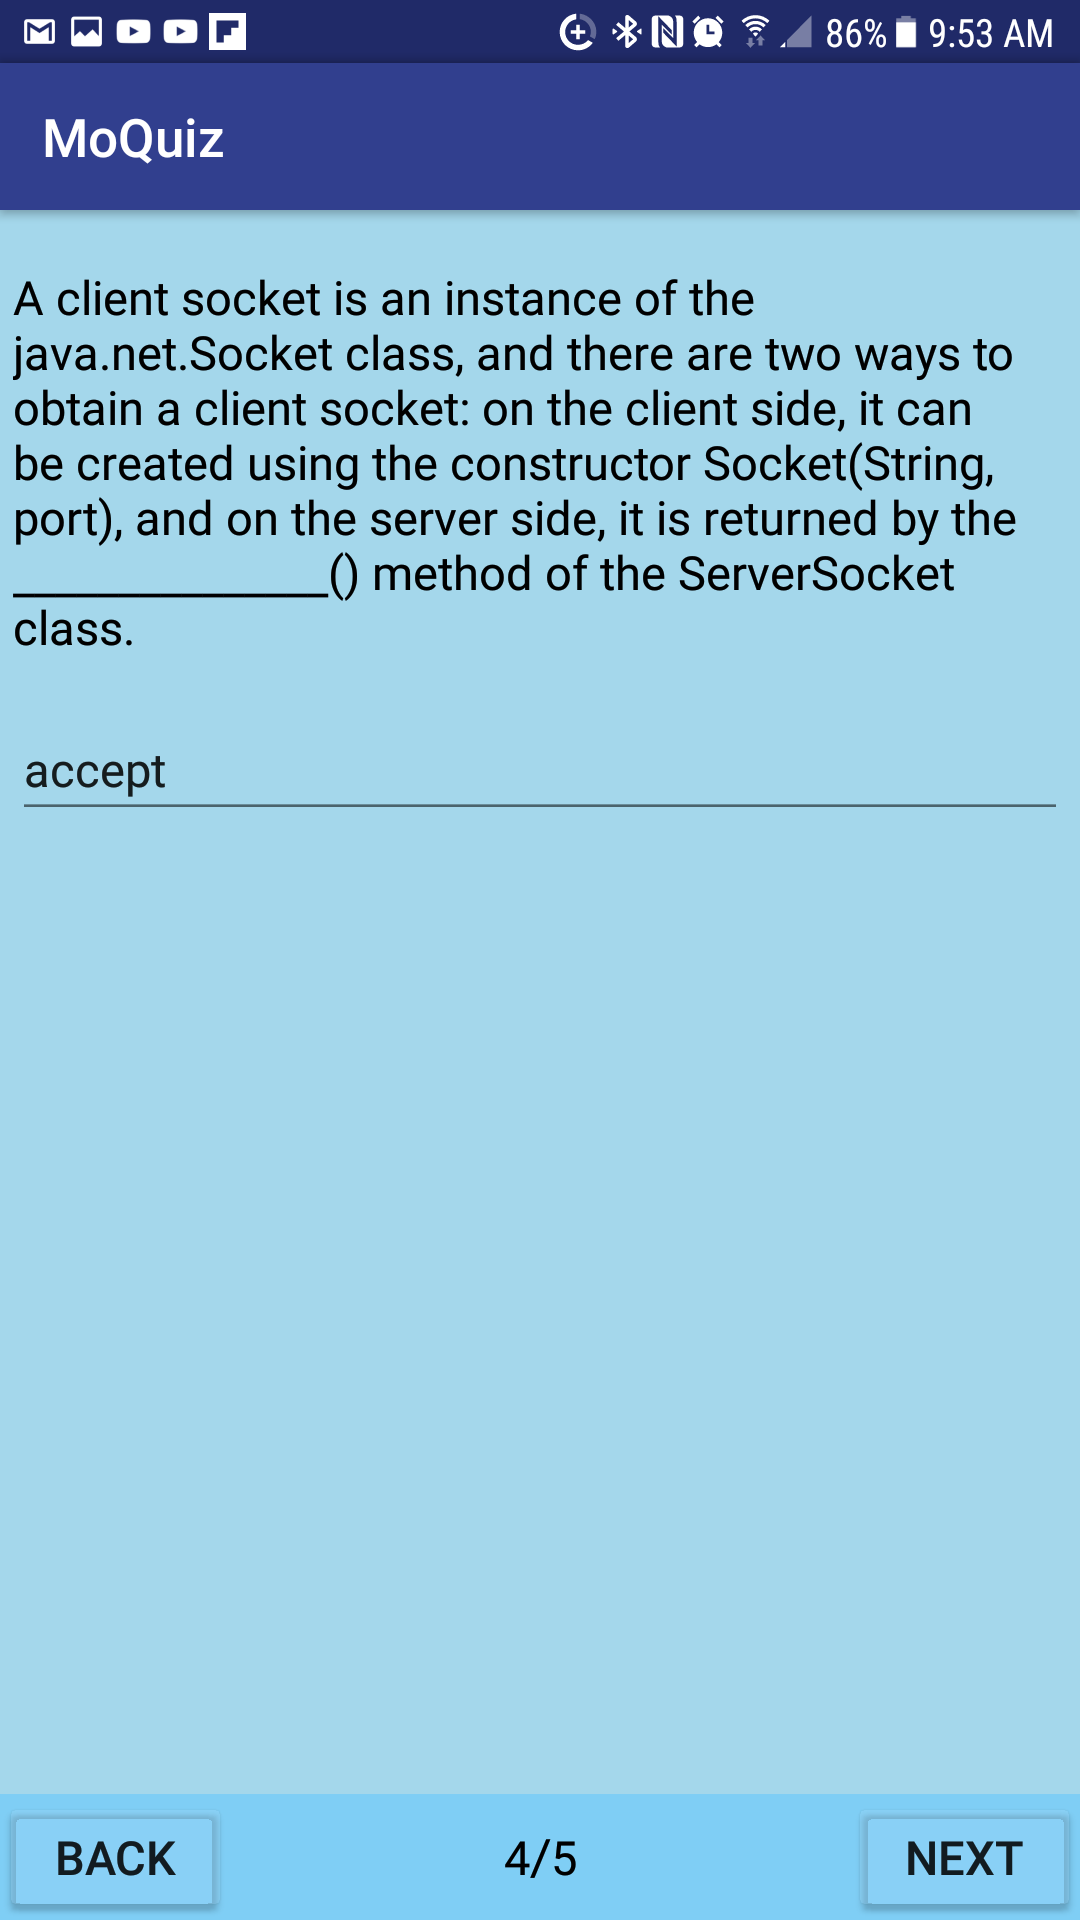 86% 9:53 AM
MoQuiz
A client socket is an instance of the
java.net.Socket class, and there are two ways to
obtain a client socket: on the client side, it can
be created using the constructor Socket(String,
port), and on the server side, it is returned by the
______________() method of the ServerSocket
class.
accept
BACK 4/5 NEXT